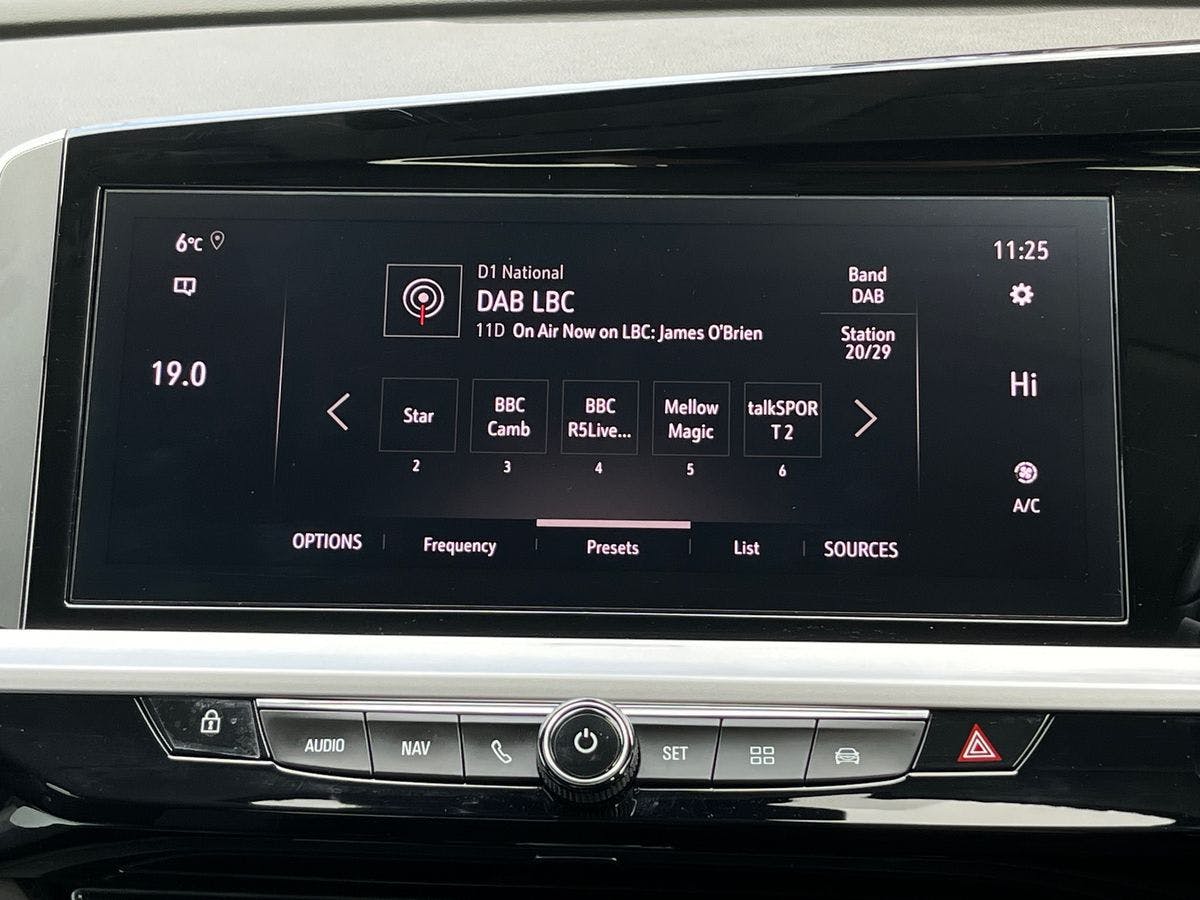 6°C
11:25
D1 National
DAB LBC
11D On Air Now on LBC: James O'Brien
Band
DAB
Station
20/29
19.0
Hi
Star
BBC
Camb
BBC
R5Live...
Mellow
Magic
talkSPOR
T 2
2
3
4
5
6
A/C
OPTIONS
Frequency
Presets
List
SOURCES
AUDIO
NAV
SET